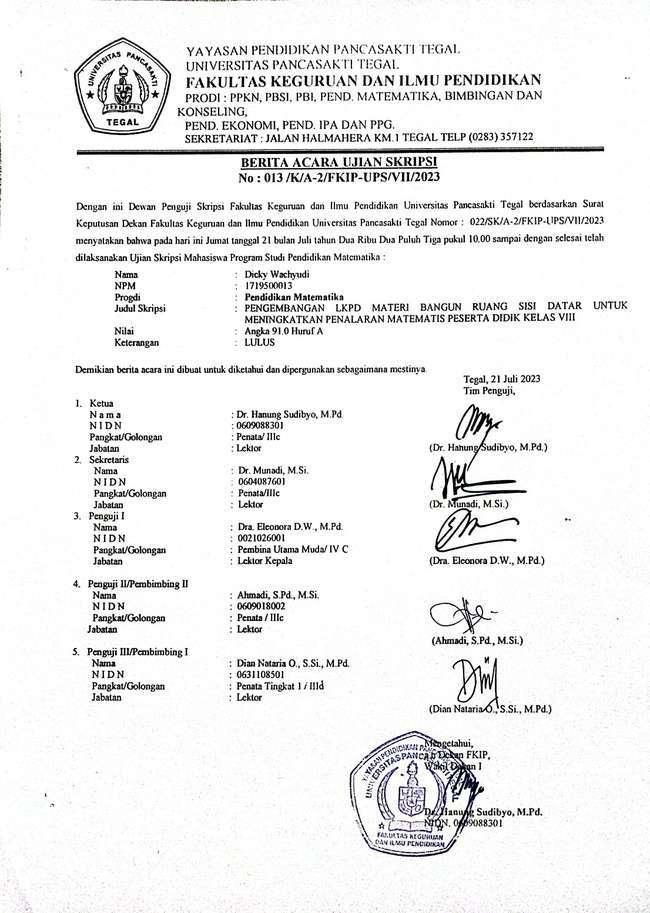 UNIVERSITAS PANCASAKTI
TEGAL
YAYASAN PENDIDIKAN PANCASAKTI TEGAL
UNIVERSITAS PANCASAKTI TEGAL
FAKULTAS KEGURUAN DAN ILMU PENDIDIKAN
PRODI : PPKN, PBSI, PBI, PEND. MATEMATIKA, BIMBINGAN DAN
KONSELING,
PEND. EKONOMI, PEND. IPA DAN PPG.
SEKRETARIAT : JALAN HALMAHERA KM.1 TEGAL TELP (0283) 357122
BERITA ACARA UJIAN SKRIPSI
No : 013 /K/A-2/FKIP-UPS/VII/2023
Dengan ini Dewan Penguji Skripsi Fakultas Keguruan dan Ilmu Pendidikan Universitas Pancasakti Tegal berdasarkan Surat
Keputusan Dekan Fakultas Keguruan dan Ilmu Pendidikan Universitas Pancasakti Tegal Nomor : 022/SK/A-2/FKIP-UPS/VII/2023
menyatakan bahwa pada hari ini Jumat tanggal 21 bulan Juli tahun Dua Ribu Dua Puluh Tiga pukul 10.00 sampai dengan selesai telah
dilaksanakan Ujian Skripsi Mahasiswa Program Studi Pendidikan Matematika :
Nama : Dicky Wachyudi
NPM : 1719500013
Progdi : Pendidikan Matematika
Judul Skripsi : PENGEMBANGAN LKPD MATERI BANGUN RUANG SISI DATAR UNTUK
MENINGKATKAN PENALARAN MATEMATIS PESERTA DIDIK KELAS VIII
Nilai : Angka 91.0 Huruf A
Keterangan : LULUS
Demikian berita acara ini dibuat untuk diketahui dan dipergunakan sebagaimana mestinya.
Tegal, 21 Juli 2023
Tim Penguji,
1. Ketua
N a m a : Dr. Hanung Sudibyo, M.Pd
N I D N : 0609088301
Pangkat/Golongan : Penata/ IIIc
Jabatan : Lektor
(Dr. Hanung Sudibyo, M.Pd.)
2. Sekretaris
Nama : Dr. Munadi, M.Si.
N I D N : 0604087601
Pangkat/Golongan : Penata/IIIc
Jabatan : Lektor
(Dr. Munadi, M.Si.)
3. Penguji I
Nama : Dra. Eleonora D.W., M.Pd.
N I D N : 0021026001
Pangkat/Golongan : Pembina Utama Muda/ IV C
Jabatan : Lektor Kepala
(Dra. Eleonora D.W., M.Pd.)
4. Penguji II/Pembimbing II
Nama : Ahmadi, S.Pd., M.Si.
N I D N : 0609018002
Pangkat/Golongan : Penata / IIIc
Jabatan : Lektor
(Ahmadi, S.Pd., M.Si.)
5. Penguji III/Pembimbing I
Nama : Dian Nataria O., S.Si., M.Pd.
N I D N : 0631108501
Pangkat/Golongan : Penata Tingkat 1 / IIId
Jabatan : Lektor
(Dian Nataria O., S.Si., M.Pd.)
Mengetahui,
Dekan FKIP,
Wakil Dekan I
Dr. Hanung Sudibyo, M.Pd.
NIDN. 0609088301
YAYASAN PENDIDIKAN PANCASAKTI TEGAL
UNIVERSITAS PANCASAKTI
FAKULTAS KEGURUAN
DAN ILMU PENDIDIKAN